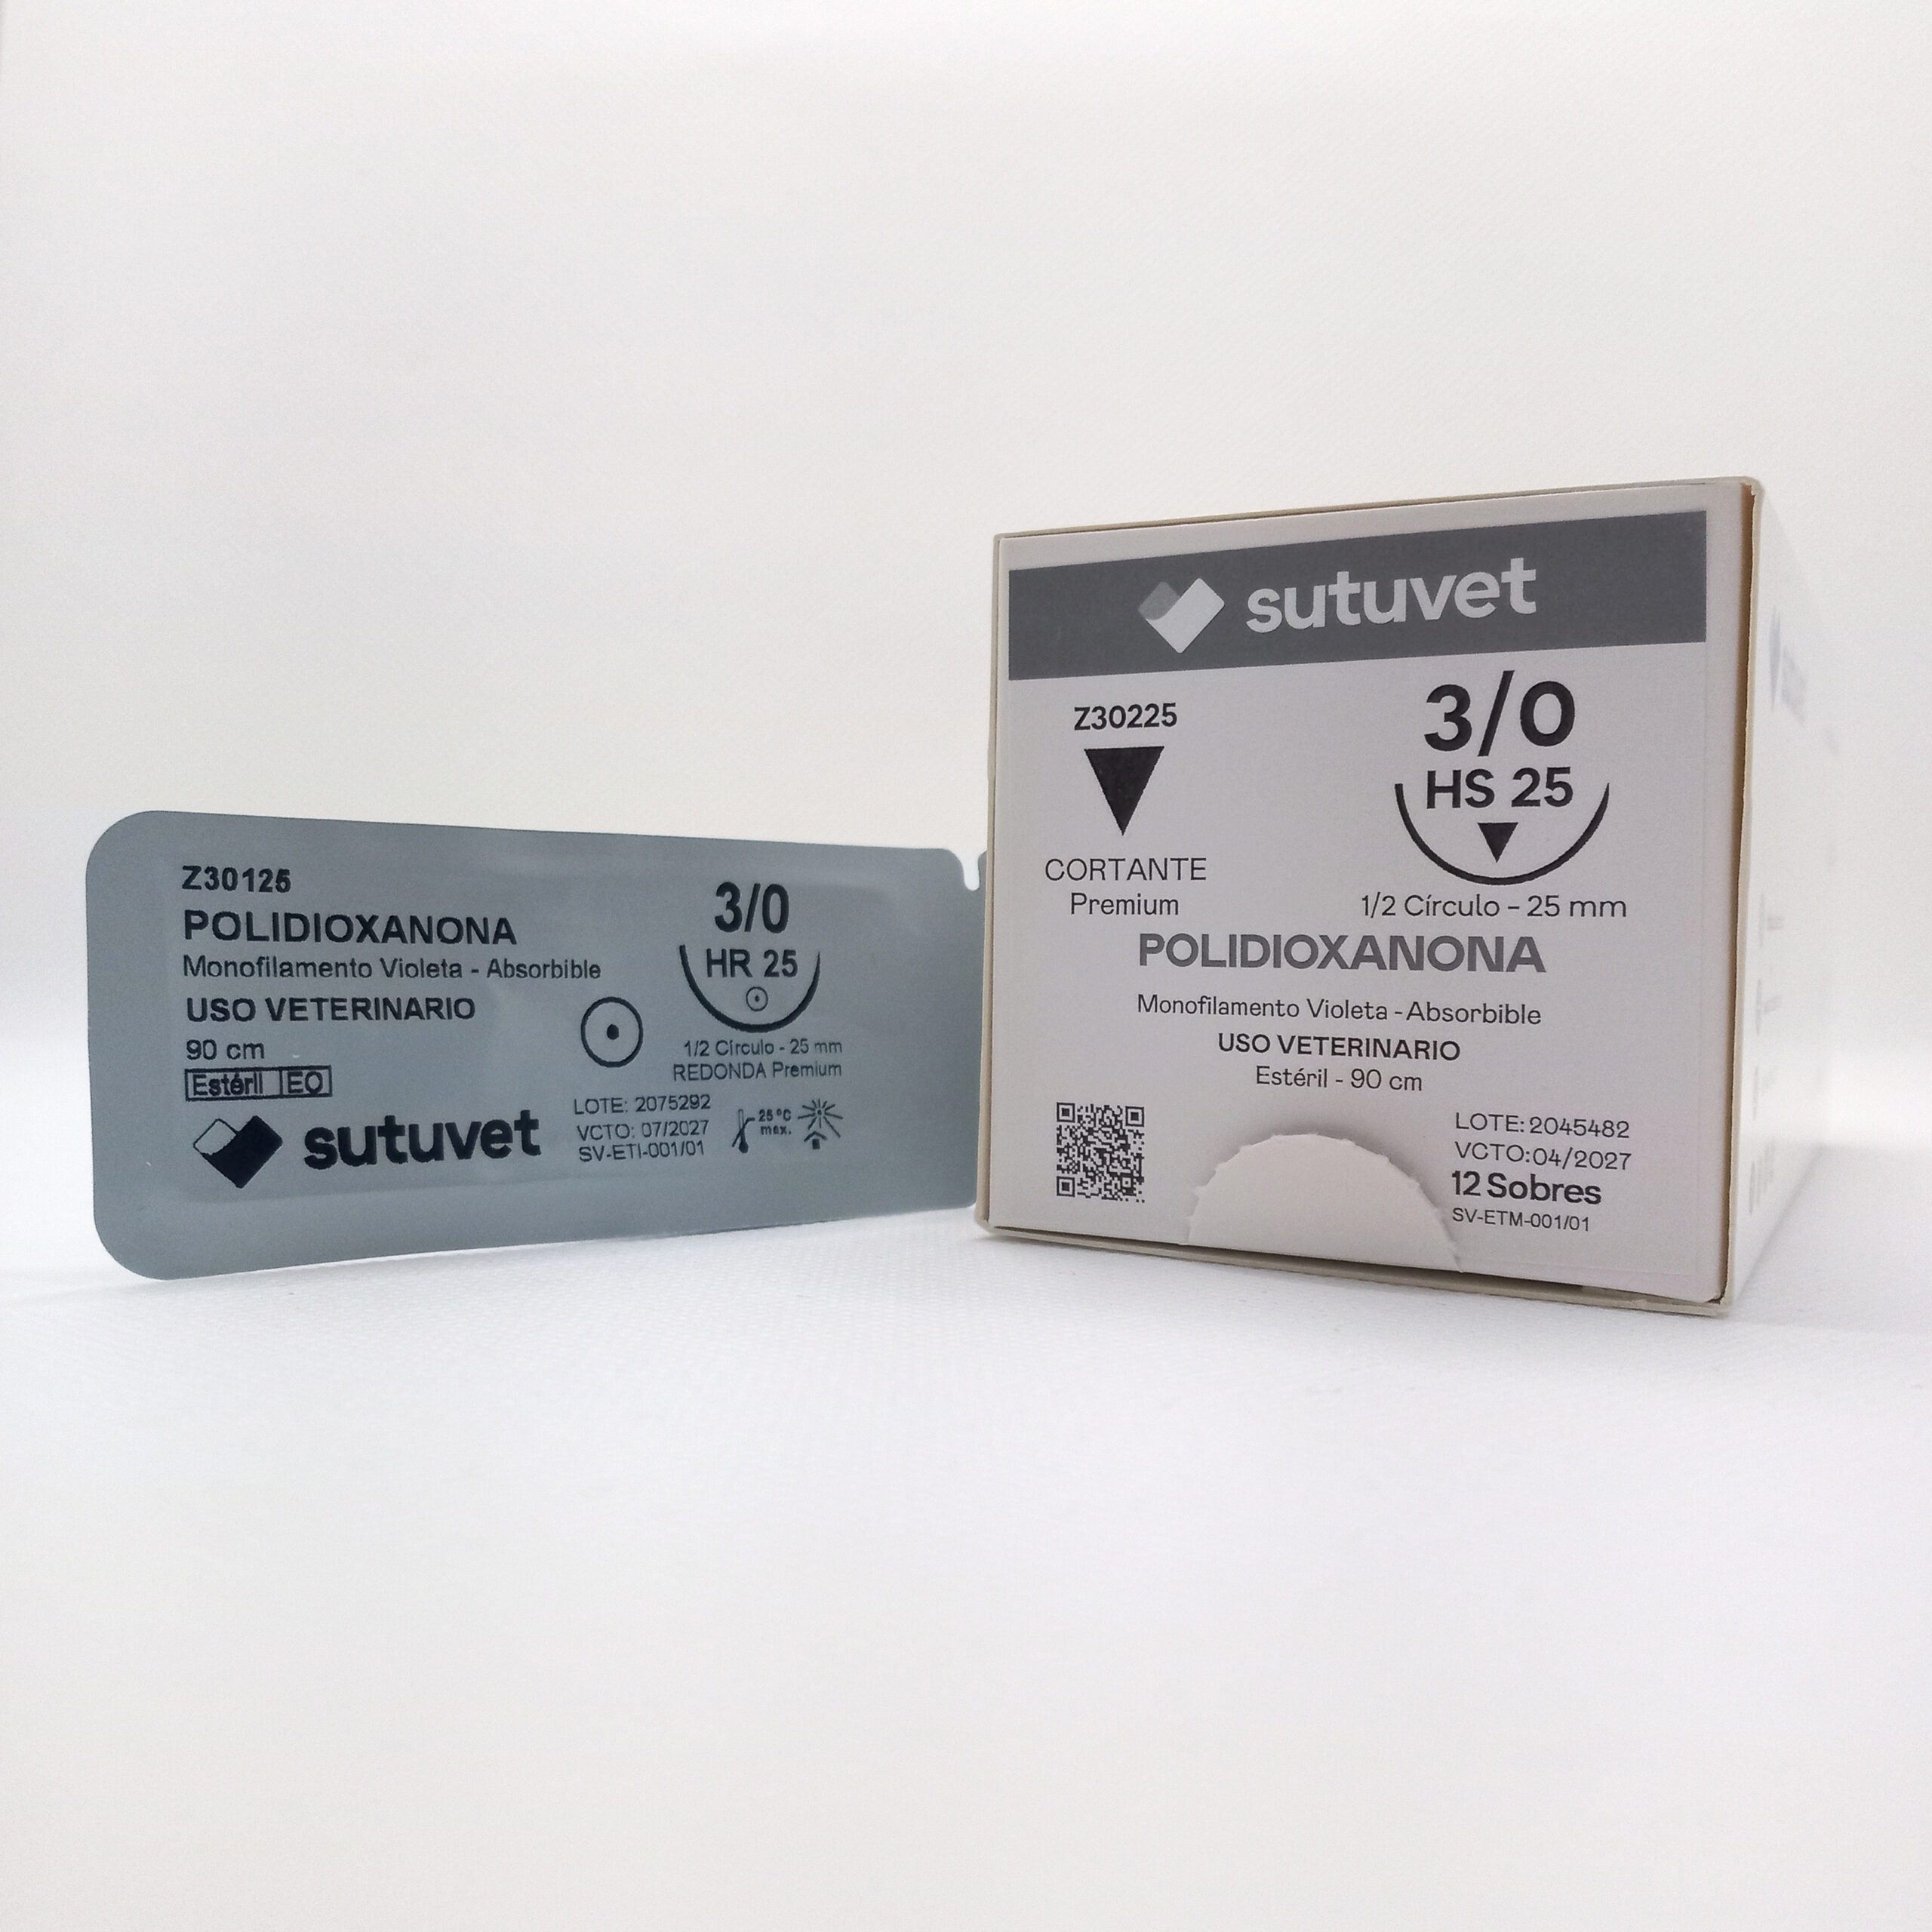 Z30125
POLIDIOXANONA
Monofilamento Violeta - Absorbible
USO VETERINARIO
90 cm
Estéril EO
sutuvet
3/0
HR 25
1/2 Círculo - 25 mm
REDONDA Premium
LOTE: 2075292
VCTO: 07/2027
SV-ETI-001/01
25 °C
max.
sutuvet
Z30225
CORTANTE
Premium
3/0
HS 25
1/2 Círculo - 25 mm
POLIDIOXANONA
Monofilamento Violeta - Absorbible
USO VETERINARIO
Estéril - 90 cm
LOTE: 2045482
VCTO: 04/2027
12 Sobres
SV-ETM-001/01